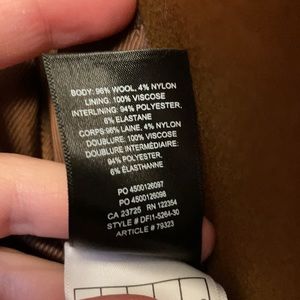 BODY: 96% WOOL, 4% NYLON
LINING: 100% VISCOSE
INTERLINING: 94% POLYESTER,
6% ELASTANE
CORPS: 96% LAINE, 4% NYLON
DOUBLURE: 100% VISCOSE
DOUBLURE INTERMÉDIAIRE:
94% POLYESTER,
6% ÉLASTHANNE
PO 4500126097
PO 4500126098
CA 23725 RN 122354
STYLE # DFI1-5264-30
ARTICLE # 79323